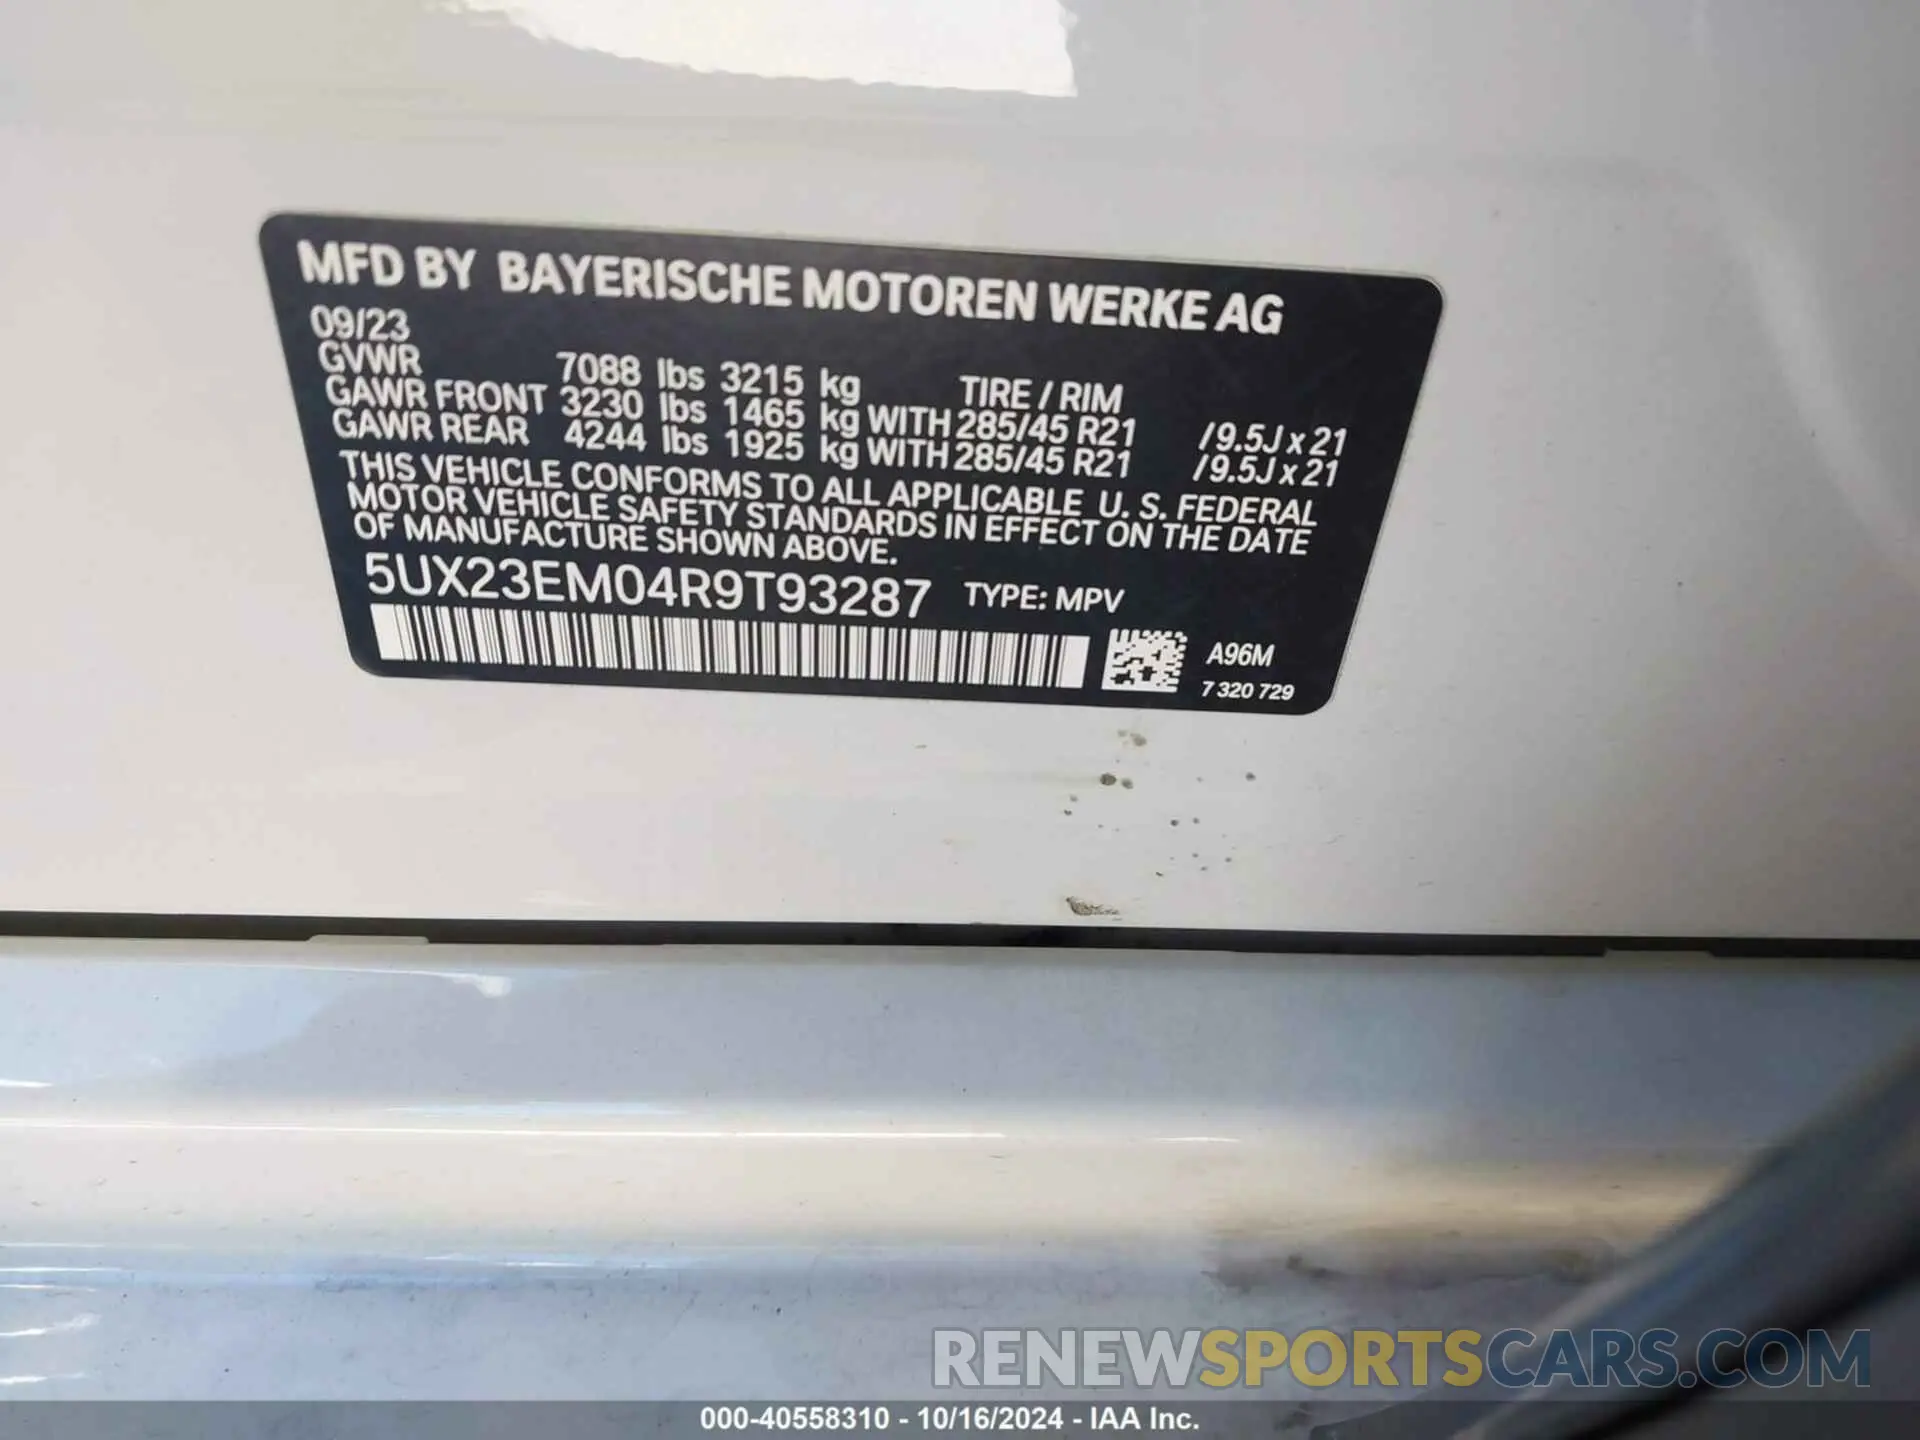 MFD BY BAYERISCHE MOTOREN WERKE AG
09/23
GVWR 7088 lbs 3215 kg TIRE / RIM
GAWR FRONT 3230 lbs 1465 kg WITH 285/45 R21 /9.5J x 21
GAWR REAR 4244 lbs 1925 kg WITH 285/45 R21 /9.5J x 21
THIS VEHICLE CONFORMS TO ALL APPLICABLE U. S. FEDERAL
MOTOR VEHICLE SAFETY STANDARDS IN EFFECT ON THE DATE
OF MANUFACTURE SHOWN ABOVE.
5UX23EM04R9T93287 TYPE: MPV
A96M
7 320 729
RENEWSPORTSCARS.COM
000-40558310 - 10/16/2024 - IAA Inc.